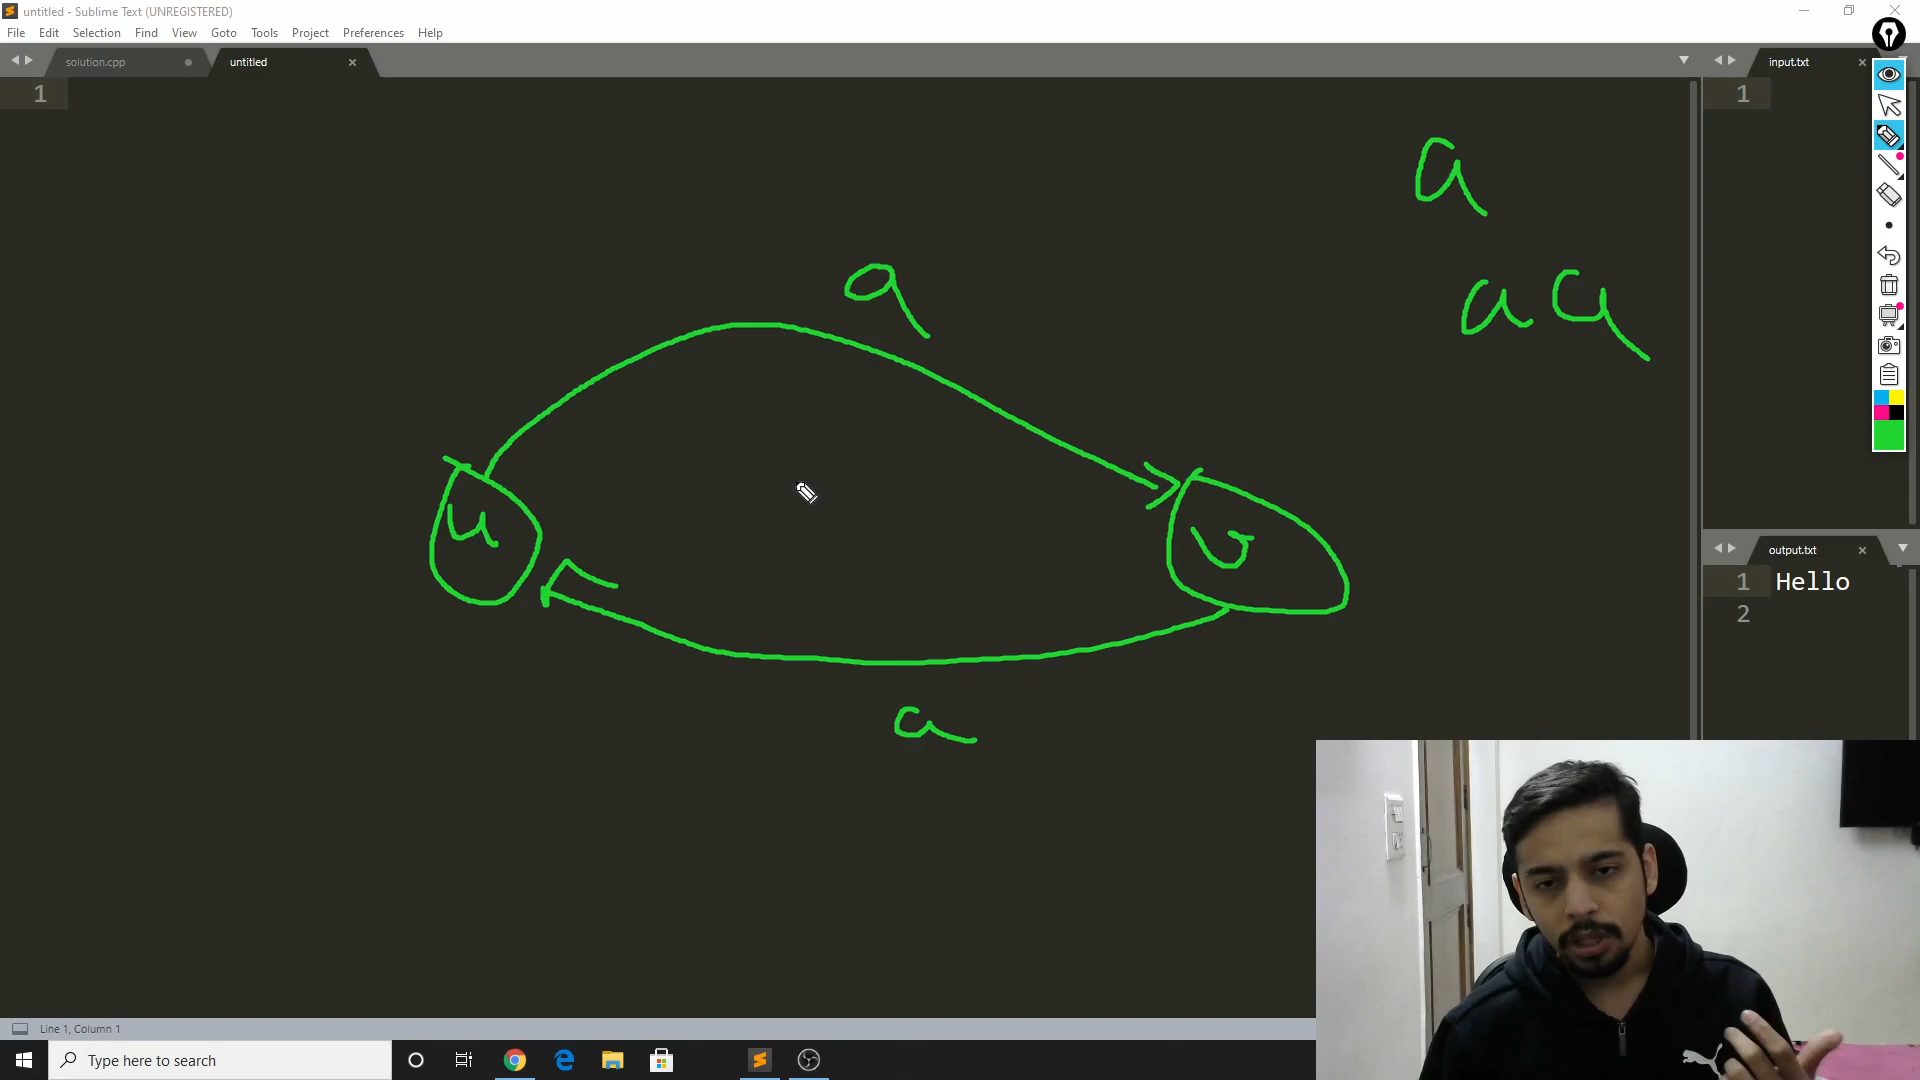 untitled - Sublime Text (UNREGISTERED)
File Edit Selection Find View Goto Tools Project Preferences Help
solution.cpp
untitled
input.txt
1
1
a
a
a a
u
v
output.txt
1 Hello
2
a
Line 1, Column 1
Type here to search